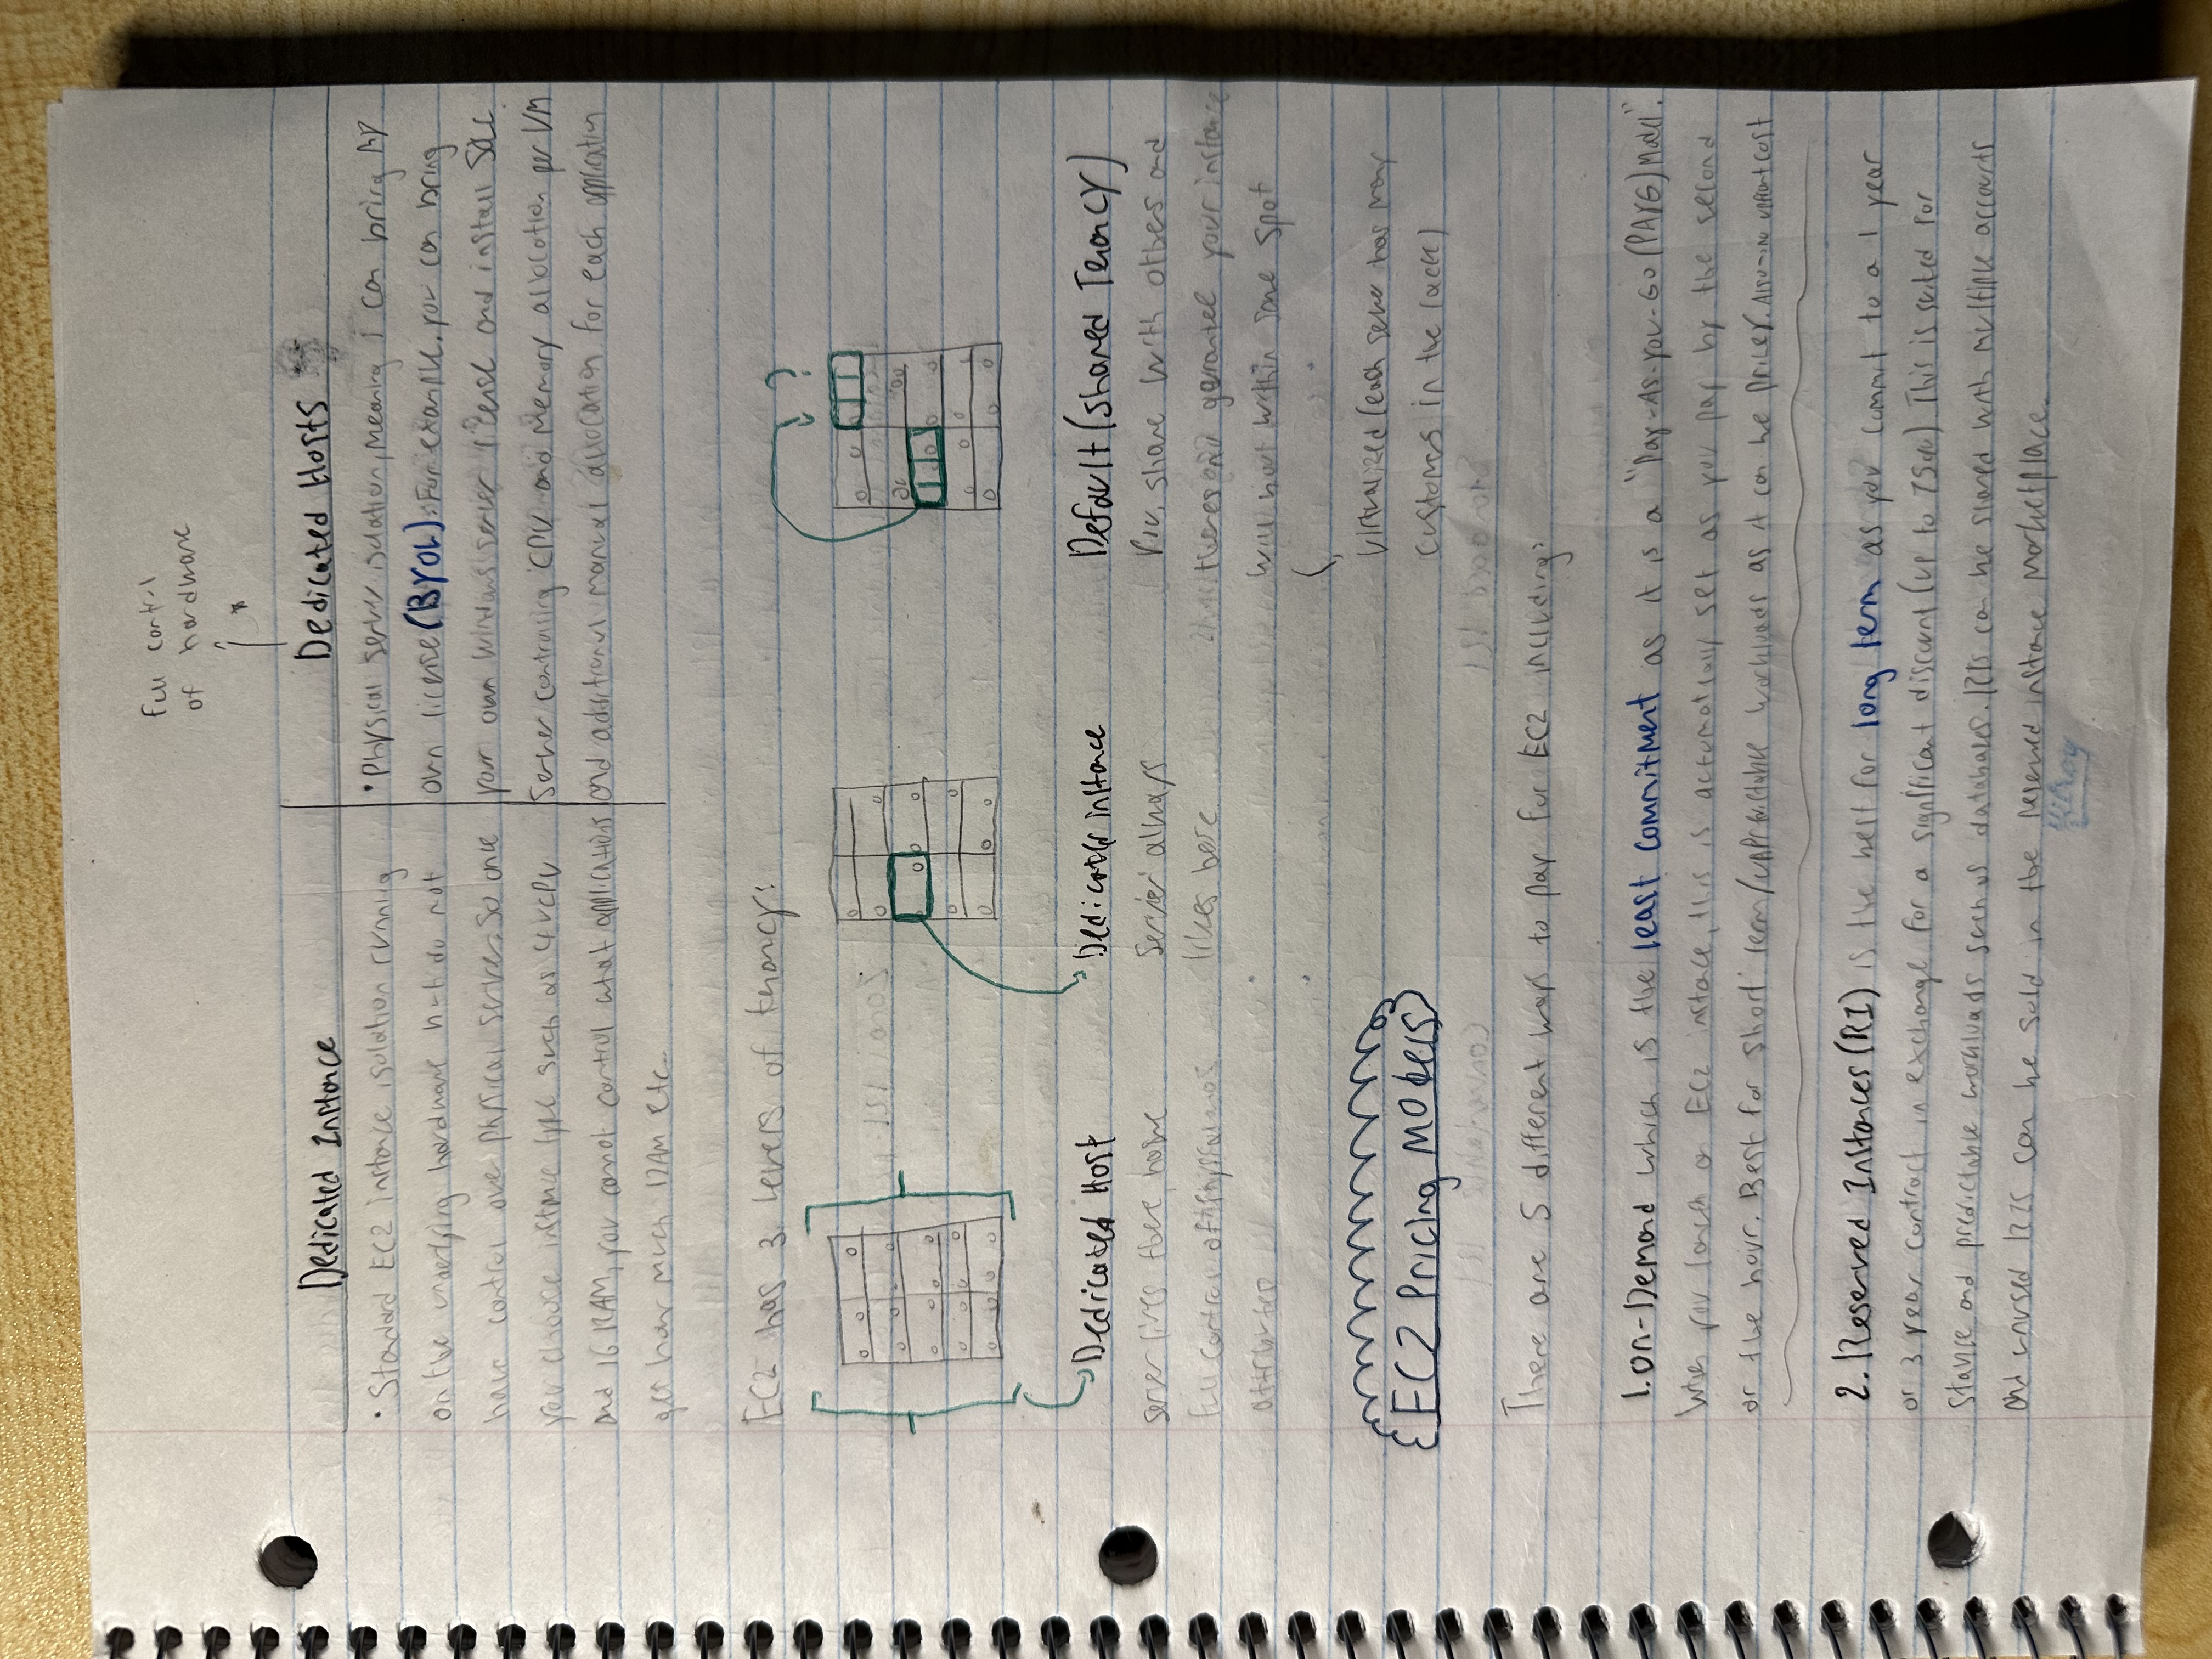 Full control
of hardware
Dedicated Instance
Dedicated Hosts
• Standard EC2 instance isolation running
on the underlying hardware but do not
have control over physical server. So once
you choose instance type such as 4 vCPU
and 16 RAM, you cannot control what applications
get how much RAM etc.
• Physical server isolation, meaning i can bring my
own license (BYOL). For example, you can bring
your own windows server license and install SQL
Server controlling CPU and memory allocation per VM
and additional manual allocation for each application
EC2 has 3 levels of tenancy:
?
Dedicated Host
server lives there, have
full control of physical
attributes
Dedicated instance
Server always
lives here
Default (Shared Tenancy)
You share with others and
theres no garantee your instance
will within same spot
Virtualized (each server has many
customers in the rack)
EC2 Pricing Models
There are 5 different ways to pay for EC2 including:
1. On-Demand which is the least commitment as it is a "Pay-As-You-Go (PAYG) Model".
When you launch an EC2 instance, this is automatically set as you pay by the second
or the hour. Best for short term/unpredictable workloads as it can be pricey. Also no upfront cost
2. Reserved Instances (RI) is the best for long term as you commit to a 1 year
or 3 year contract in exchange for a significant discount (up to 75%) This is suited for
stable and predictable workloads such as databases. RIs can be shared with multiple accounts
and unused RIs can be sold in the reserved instance marketplace.
Hilroy